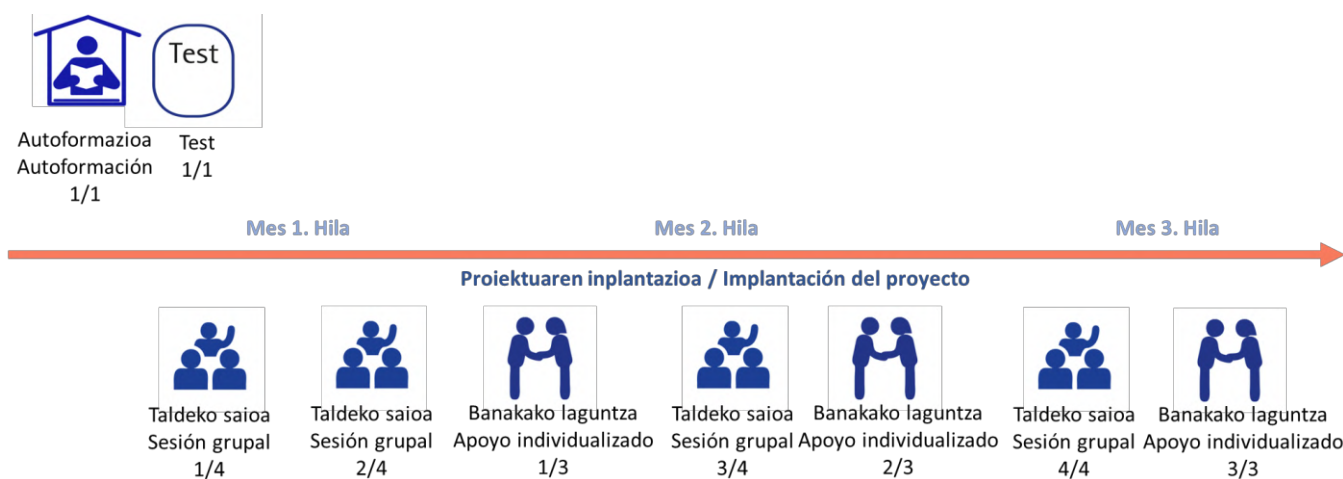 Test
Autoformazioa
Autoformación
1/1
Test
1/1
Mes 1. Hila
Mes 2. Hila
Mes 3. Hila
Proiektuaren inplantazioa / Implantación del proyecto
Taldeko saioa
Sesión grupal
1/4
Taldeko saioa
Sesión grupal
2/4
Banakako laguntza
Apoyo individualizado
1/3
Taldeko saioa
Sesión grupal
3/4
Banakako laguntza
Apoyo individualizado
2/3
Taldeko saioa
Sesión grupal
4/4
Banakako laguntza
Apoyo individualizado
3/3